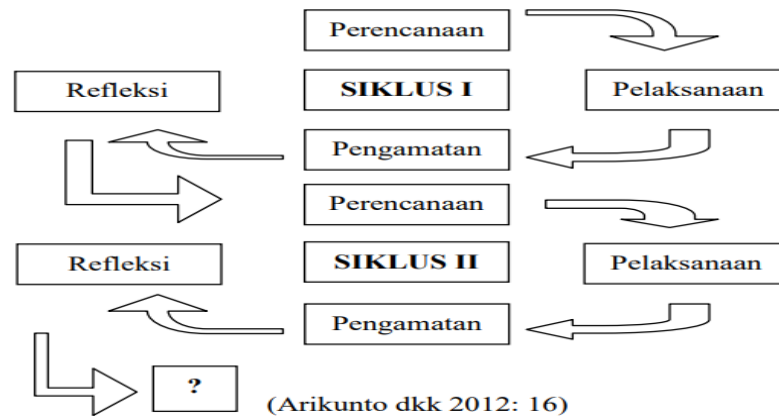 Perencanaan
Refleksi
SIKLUS I
Pelaksanaan
Pengamatan
Perencanaan
Refleksi
SIKLUS II
Pelaksanaan
Pengamatan
?
(Arikunto dkk 2012: 16)